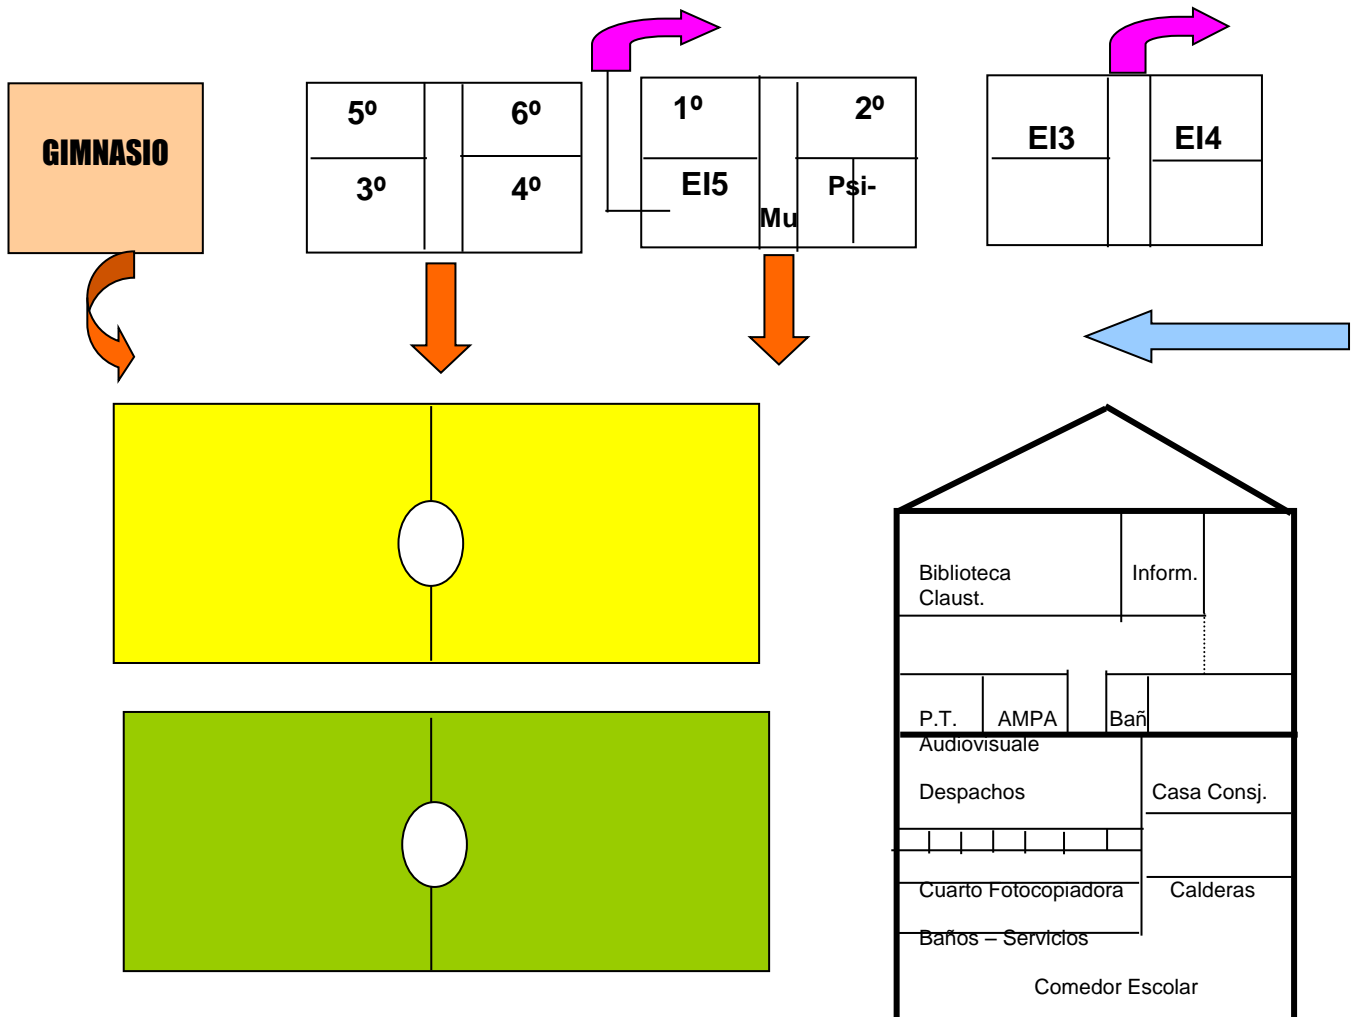 GIMNASIO
5º
6º
3º
4º
1º
2º
EI5
Psi-
Mu
EI3
EI4
Biblioteca
Claust.
Inform.
P.T.
AMPA
Bañ
Audiovisuale
Despachos
Casa Consj.
Cuarto Fotocopiadora
Calderas
Baños – Servicios
Comedor Escolar